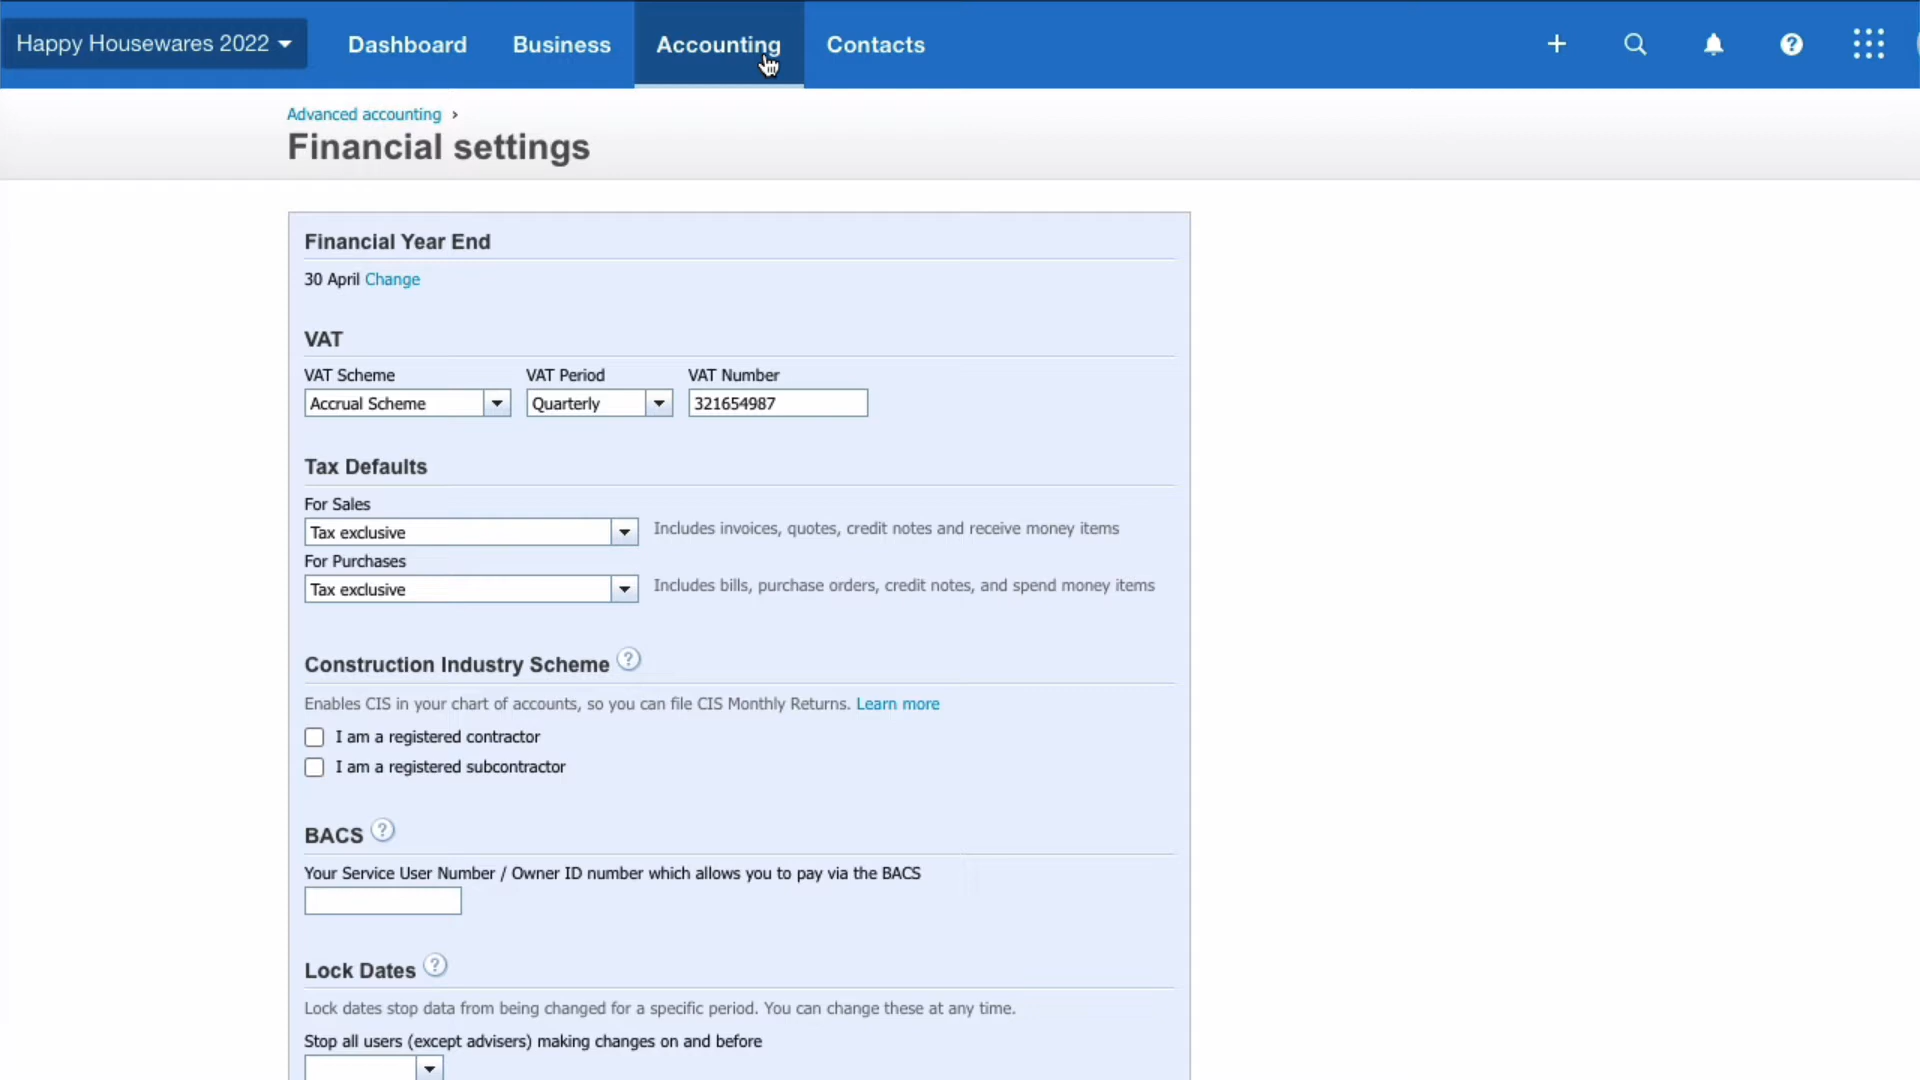 Happy Housewares 2022
Dashboard
Business
Accounting
Contacts
Advanced accounting ›
Financial settings
Financial Year End
30 April Change
VAT
VAT Scheme VAT Period VAT Number
Accrual Scheme Quarterly 321654987
Tax Defaults
For Sales
Tax exclusive Includes invoices, quotes, credit notes and receive money items
For Purchases
Tax exclusive Includes bills, purchase orders, credit notes, and spend money items
Construction Industry Scheme ?
Enables CIS in your chart of accounts, so you can file CIS Monthly Returns. Learn more
I am a registered contractor
I am a registered subcontractor
BACS ?
Your Service User Number / Owner ID number which allows you to pay via the BACS
Lock Dates ?
Lock dates stop data from being changed for a specific period. You can change these at any time.
Stop all users (except advisers) making changes on and before